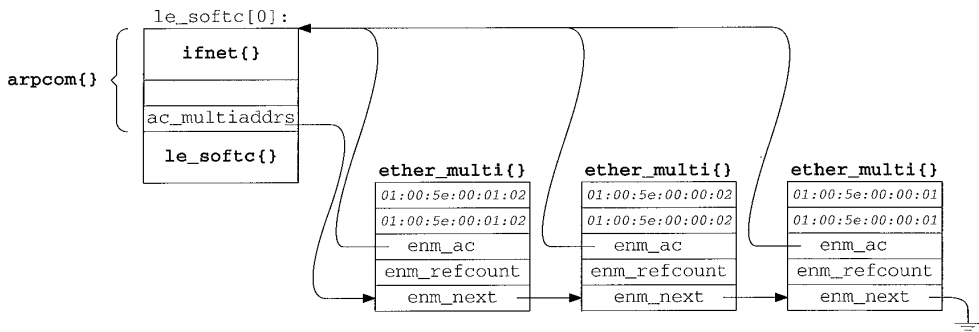 le_softc[0]:
ifnet{}
arpcom{}
ac_multiaddrs
le_softc{}
ether_multi{} ether_multi{} ether_multi{}
01:00:5e:00:01:02 01:00:5e:00:00:02 01:00:5e:00:00:01
01:00:5e:00:01:02 01:00:5e:00:00:02 01:00:5e:00:00:01
enm_ac enm_ac enm_ac
enm_refcount enm_refcount enm_refcount
enm_next enm_next enm_next